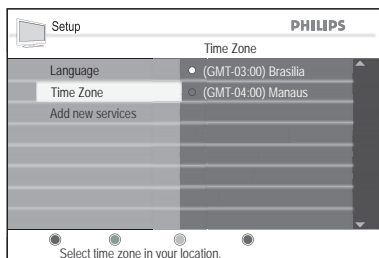 Setup
PHILIPS
Time Zone
Language
(GMT-03:00) Brasilia
Time Zone
(GMT-04:00) Manaus
Add new services
Select time zone in your location.